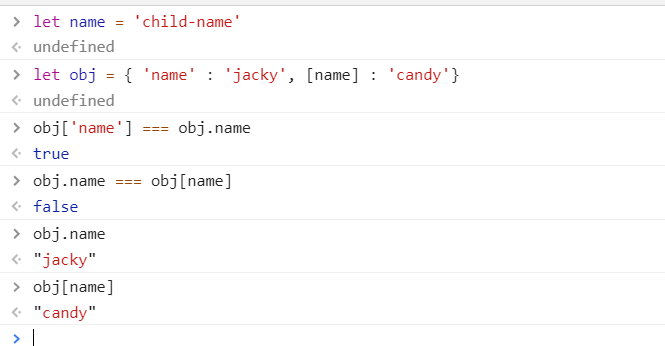 let name = 'child-name'
undefined
let obj = { 'name' : 'jacky', [name] : 'candy'}
undefined
obj['name'] === obj.name
true
obj.name === obj[name]
false
obj.name
"jacky"
obj[name]
"candy"